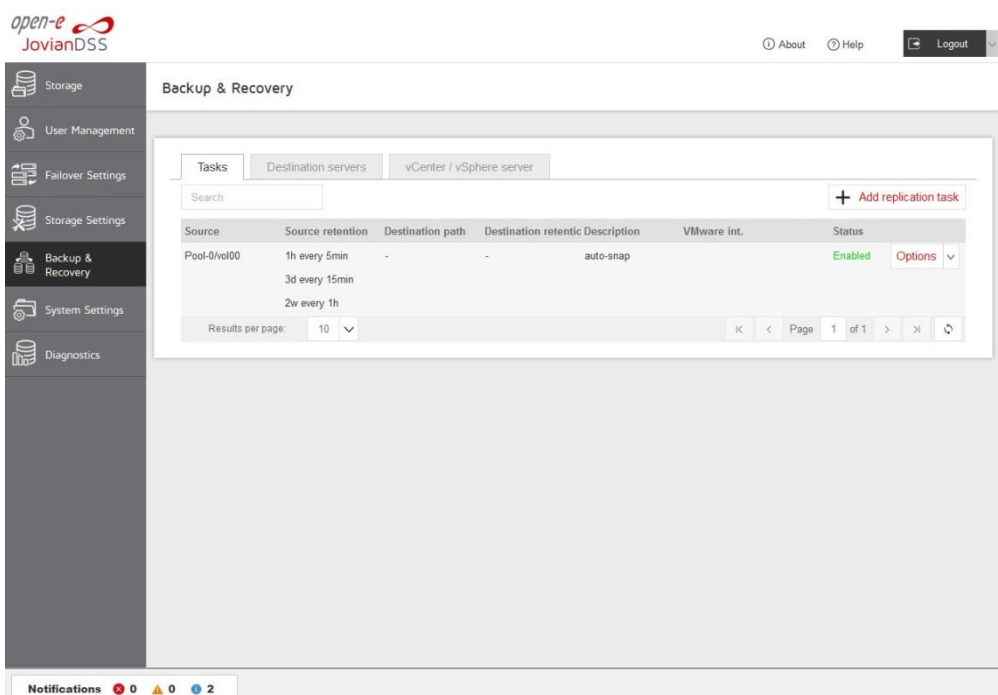 open-e
JovianDSS
About Help Logout
Storage
User Management
Failover Settings
Storage Settings
Backup &
Recovery
System Settings
Diagnostics
Backup & Recovery
Tasks Destination servers vCenter / vSphere server
Search
Add replication task
Source Source retention Destination path Destination retentic Description VMware int. Status
Pool-0/vol00 1h every 5min - - auto-snap Enabled Options
3d every 15min
2w every 1h
Results per page: 10 Page 1 of 1
Notifications 0 0 2